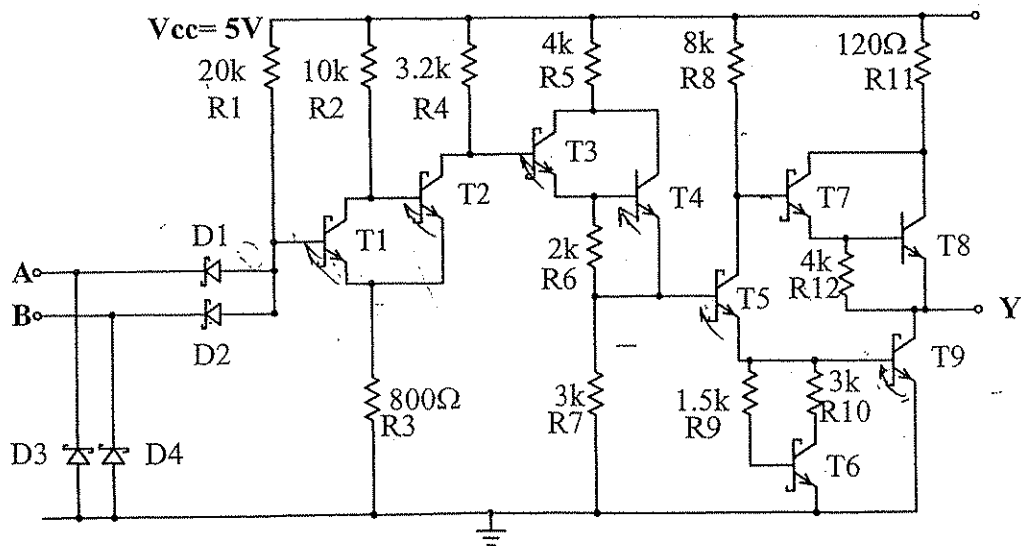 Vcc= 5V
20k
R1
10k
R2
3.2k
R4
4k
R5
8k
R8
120Ω
R11
T3
T7
T2
T4
T8
T1
D1
2k
R6
4k
R12
A
T5
Y
B
D2
T9
800Ω
R3
3k
R7
1.5k
R9
3k
R10
D3
D4
T6